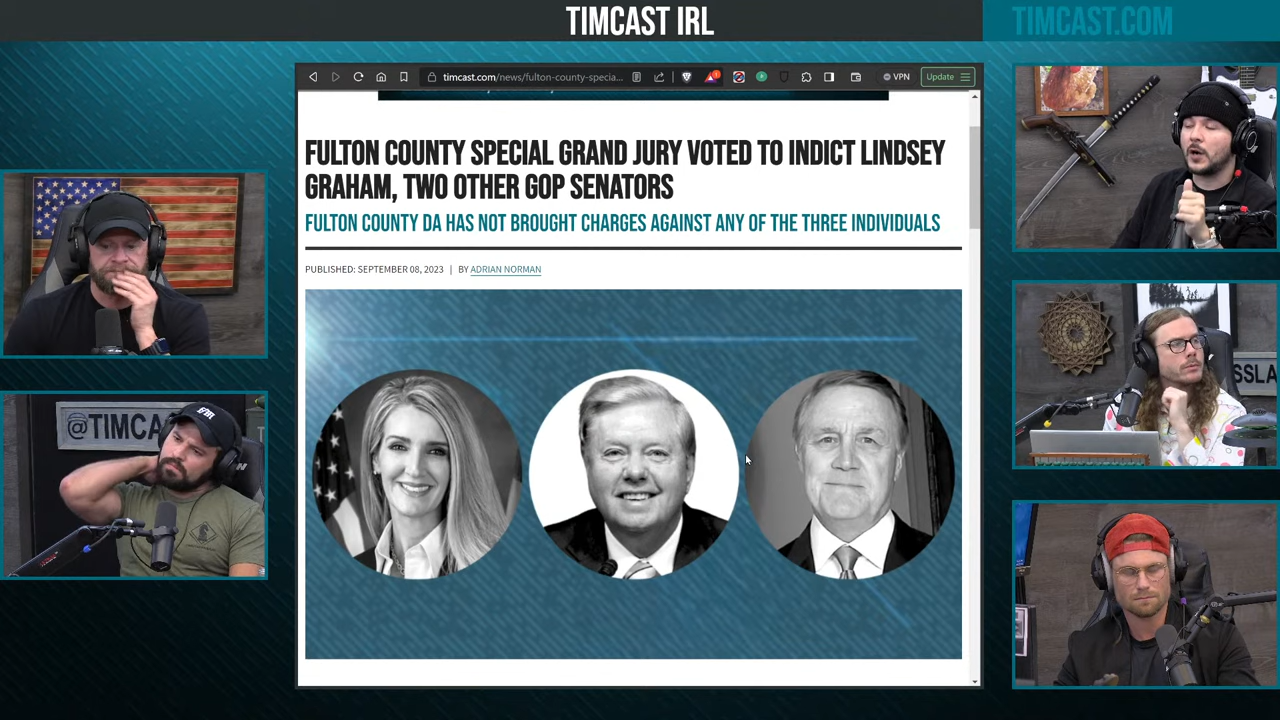 TIMCAST IRL
TIMCAST.COM
timcast.com/news/fulton-county-specia...
VPN
Update
FULTON COUNTY SPECIAL GRAND JURY VOTED TO INDICT LINDSEY
GRAHAM, TWO OTHER GOP SENATORS
FULTON COUNTY DA HAS NOT BROUGHT CHARGES AGAINST ANY OF THE THREE INDIVIDUALS
PUBLISHED: SEPTEMBER 08, 2023 | BY ADRIAN NORMAN
@TIMCA
SSLA